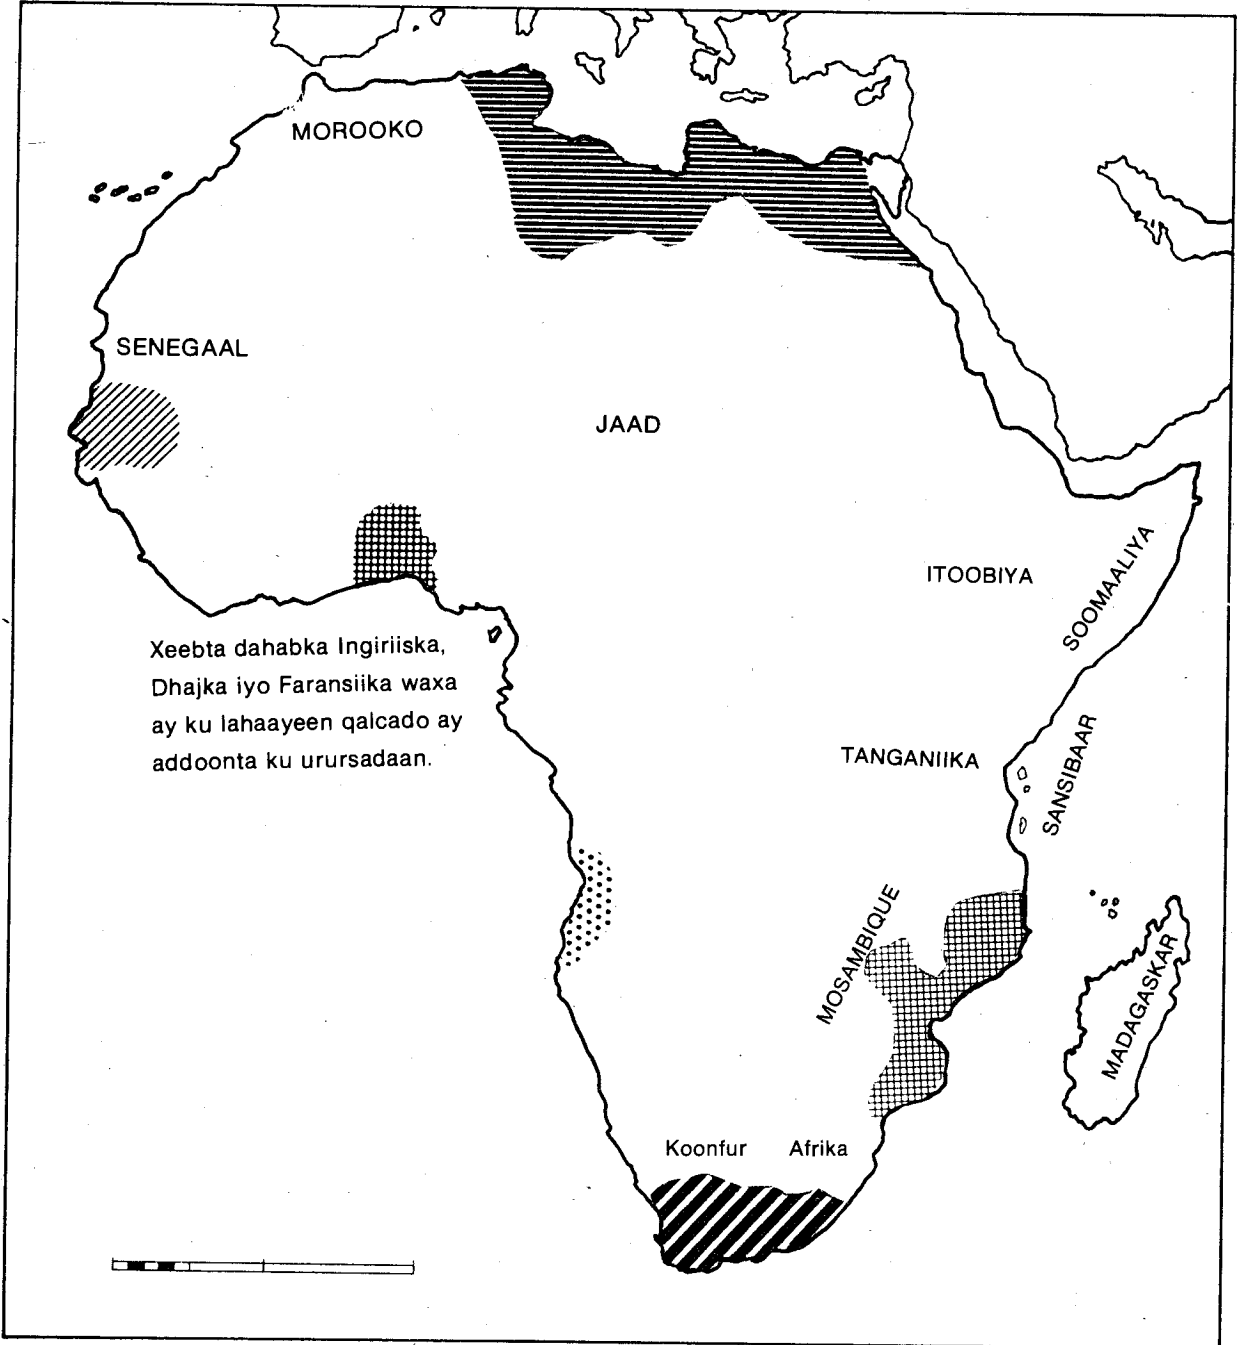 MOROOKO
SENEGAAL
JAAD
ITOOBIYA
SOOMAALIYA
Xeebta dahabka Ingiriiska,
Dhajka iyo Faransiika waxa
ay ku lahaayeen qalcado ay
addoonta ku urursadaan.
TANGANIIKA
SANSIBAAR
MOSAMBIQUE
MADAGASKAR
Koonfur Afrika